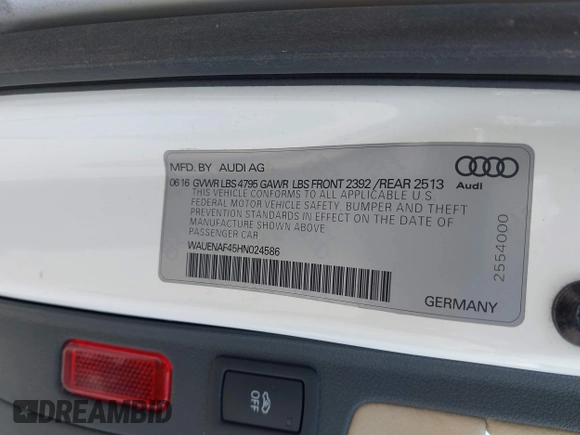 MFD. BY AUDI AG
06 16 GVWR LBS 4795 GAWR LBS FRONT 2392 /REAR 2513
THIS VEHICLE CONFORMS TO ALL APPLICABLE U.S.
FEDERAL MOTOR VEHICLE SAFETY, BUMPER AND THEFT
PREVENTION STANDARDS IN EFFECT ON THE DATE OF
MANUFACTURE SHOWN ABOVE
PASSENGER CAR
WAUENAF45HN024586
Audi
2554000
GERMANY
OFF
DREAMBID